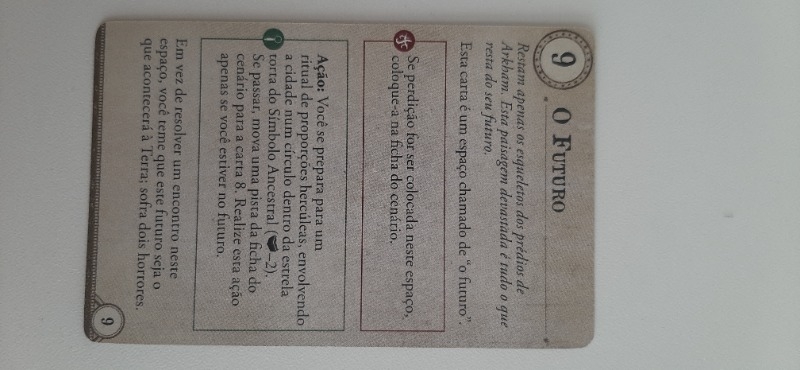 9
O Futuro
Restam apenas os esqueletos dos prédios de
Arkham. Esta paisagem devastada é tudo o que
resta do seu futuro.
Esta carta é um espaço chamado de “o futuro”.
Se perdição for colocada neste espaço,
coloque-a na ficha do cenário.
Ação: Você se prepara para um
ritual de proporções hercúleas, envolvendo
a cidade num círculo dentro da estrela
torta do Símbolo Ancestral (–2).
Se passar, mova uma pista da ficha do
cenário para a carta 8. Realize esta ação
apenas se você estiver no futuro.
Em vez de resolver um encontro neste
espaço, você teme que este futuro seja o
que acontecerá à Terra; sofra dois horrores.
9